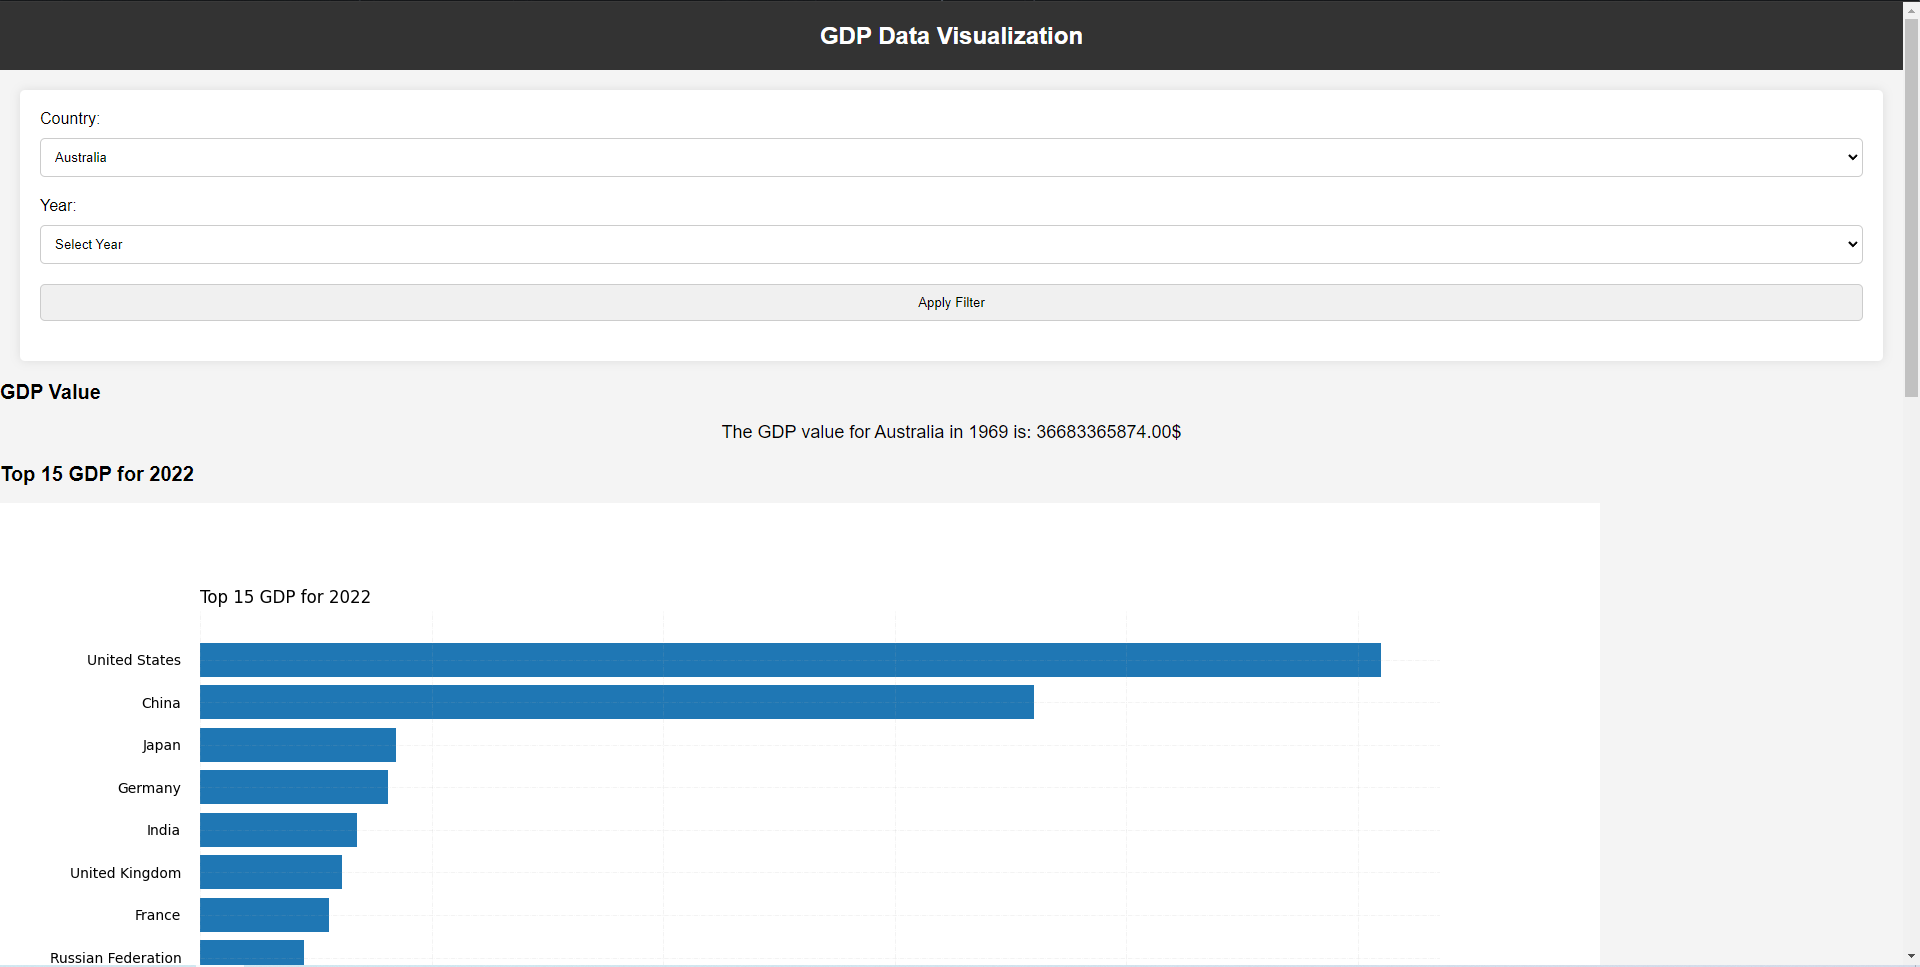 GDP Data Visualization
Country:
Australia
Year:
Select Year
Apply Filter
GDP Value
The GDP value for Australia in 1969 is: 36683365874.00$
Top 15 GDP for 2022
Top 15 GDP for 2022
United States
China
Japan
Germany
India
United Kingdom
France
Russian Federation